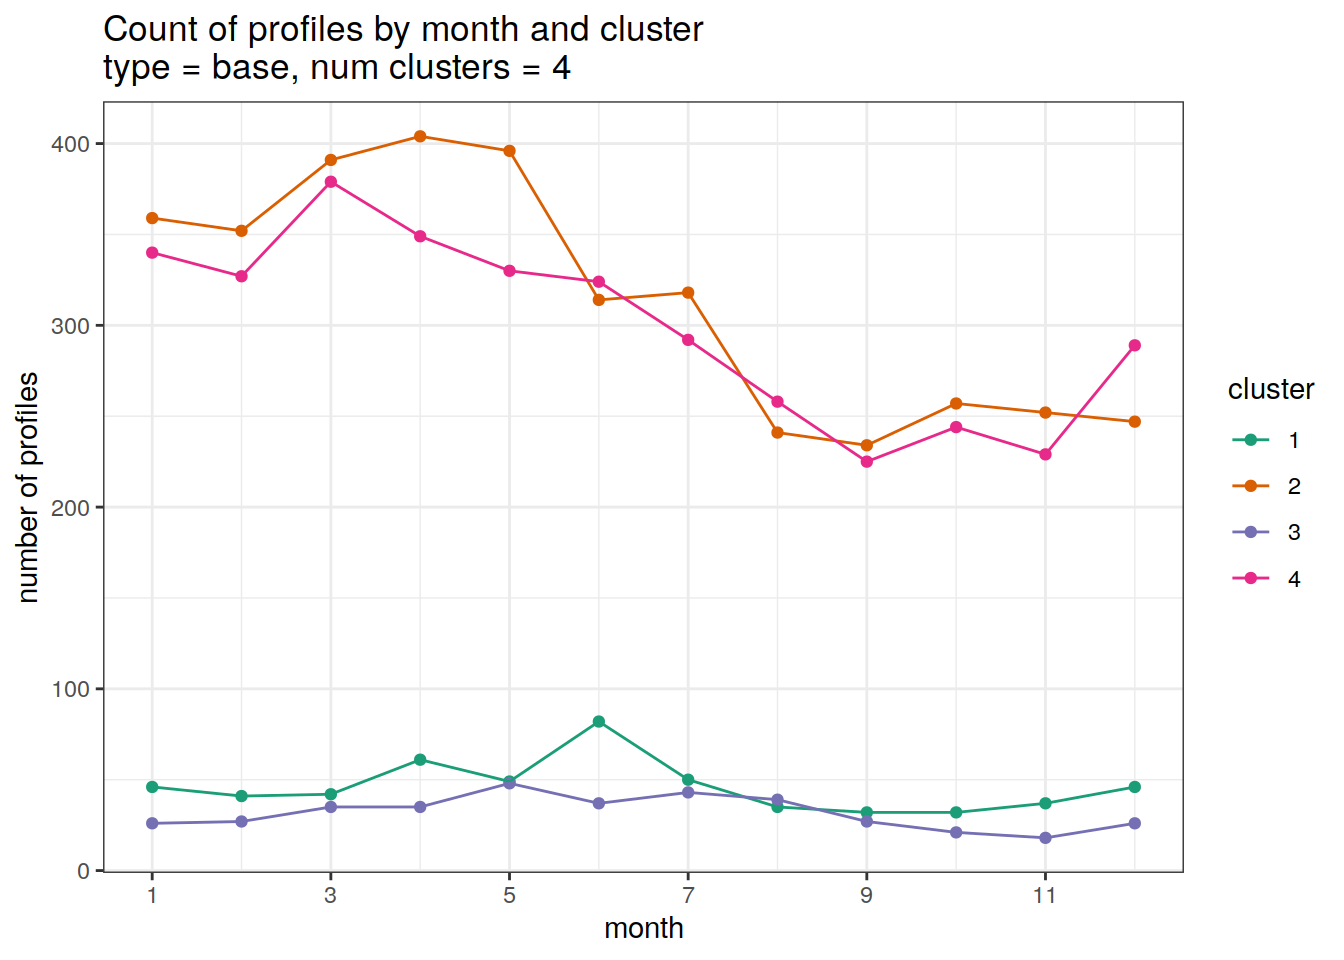 Count of profiles by month and cluster
type = base, num clusters = 4
400
300
200
100
0
number of profiles
1 3 5 7 9 11
month
cluster
1
2
3
4